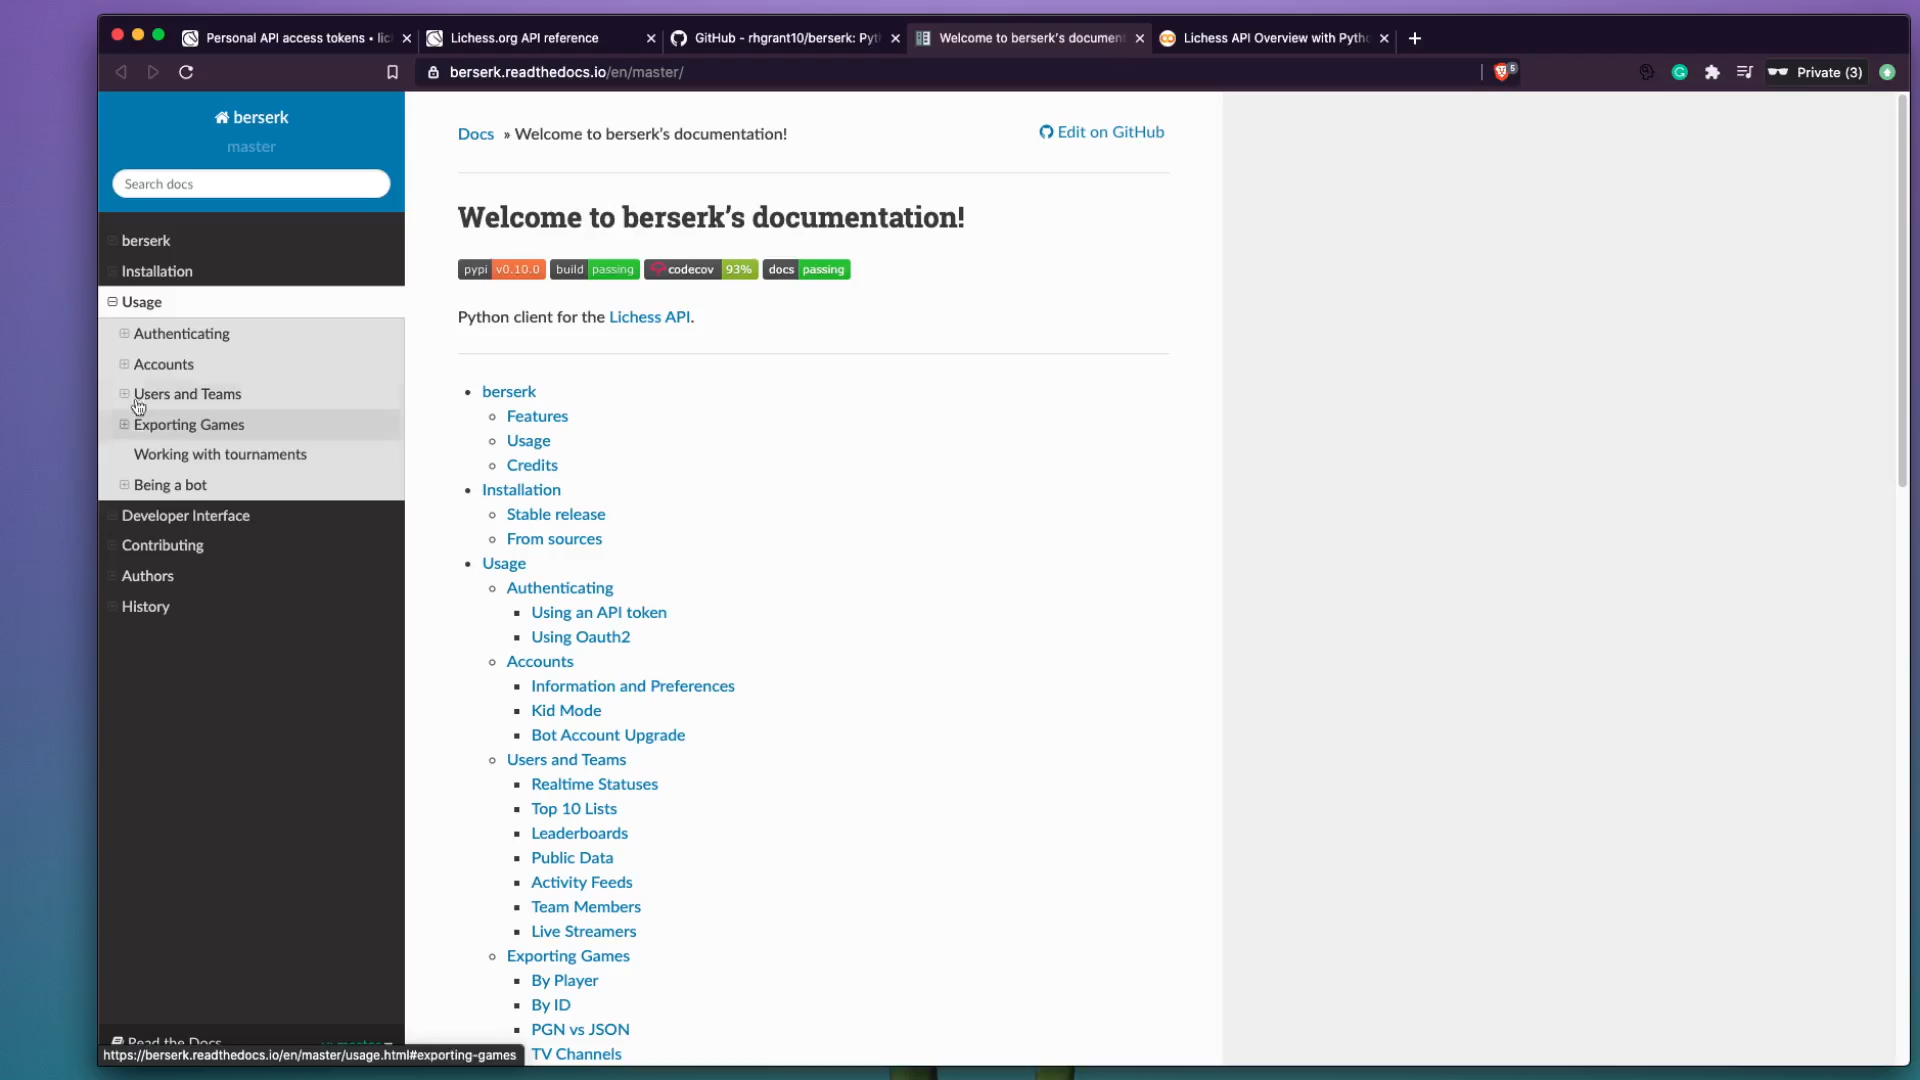 Personal API access tokens • lic
Lichess.org API reference
GitHub - rhgrant10/berserk: Pyt
Welcome to berserk's documen
Lichess API Overview with Pyth
berserk.readthedocs.io/en/master/
5
Private (3)
berserk
master
Search docs
berserk
Installation
Usage
Authenticating
Accounts
Users and Teams
Exporting Games
Working with tournaments
Being a bot
Developer Interface
Contributing
Authors
History
Read the Docs
https://berserk.readthedocs.io/en/master/usage.html#exporting-games
Docs » Welcome to berserk's documentation!
Edit on GitHub
Welcome to berserk's documentation!
pypi v0.10.0 build passing codecov 93% docs passing
Python client for the Lichess API.
berserk
Features
Usage
Credits
Installation
Stable release
From sources
Usage
Authenticating
Using an API token
Using Oauth2
Accounts
Information and Preferences
Kid Mode
Bot Account Upgrade
Users and Teams
Realtime Statuses
Top 10 Lists
Leaderboards
Public Data
Activity Feeds
Team Members
Live Streamers
Exporting Games
By Player
By ID
PGN vs JSON
TV Channels